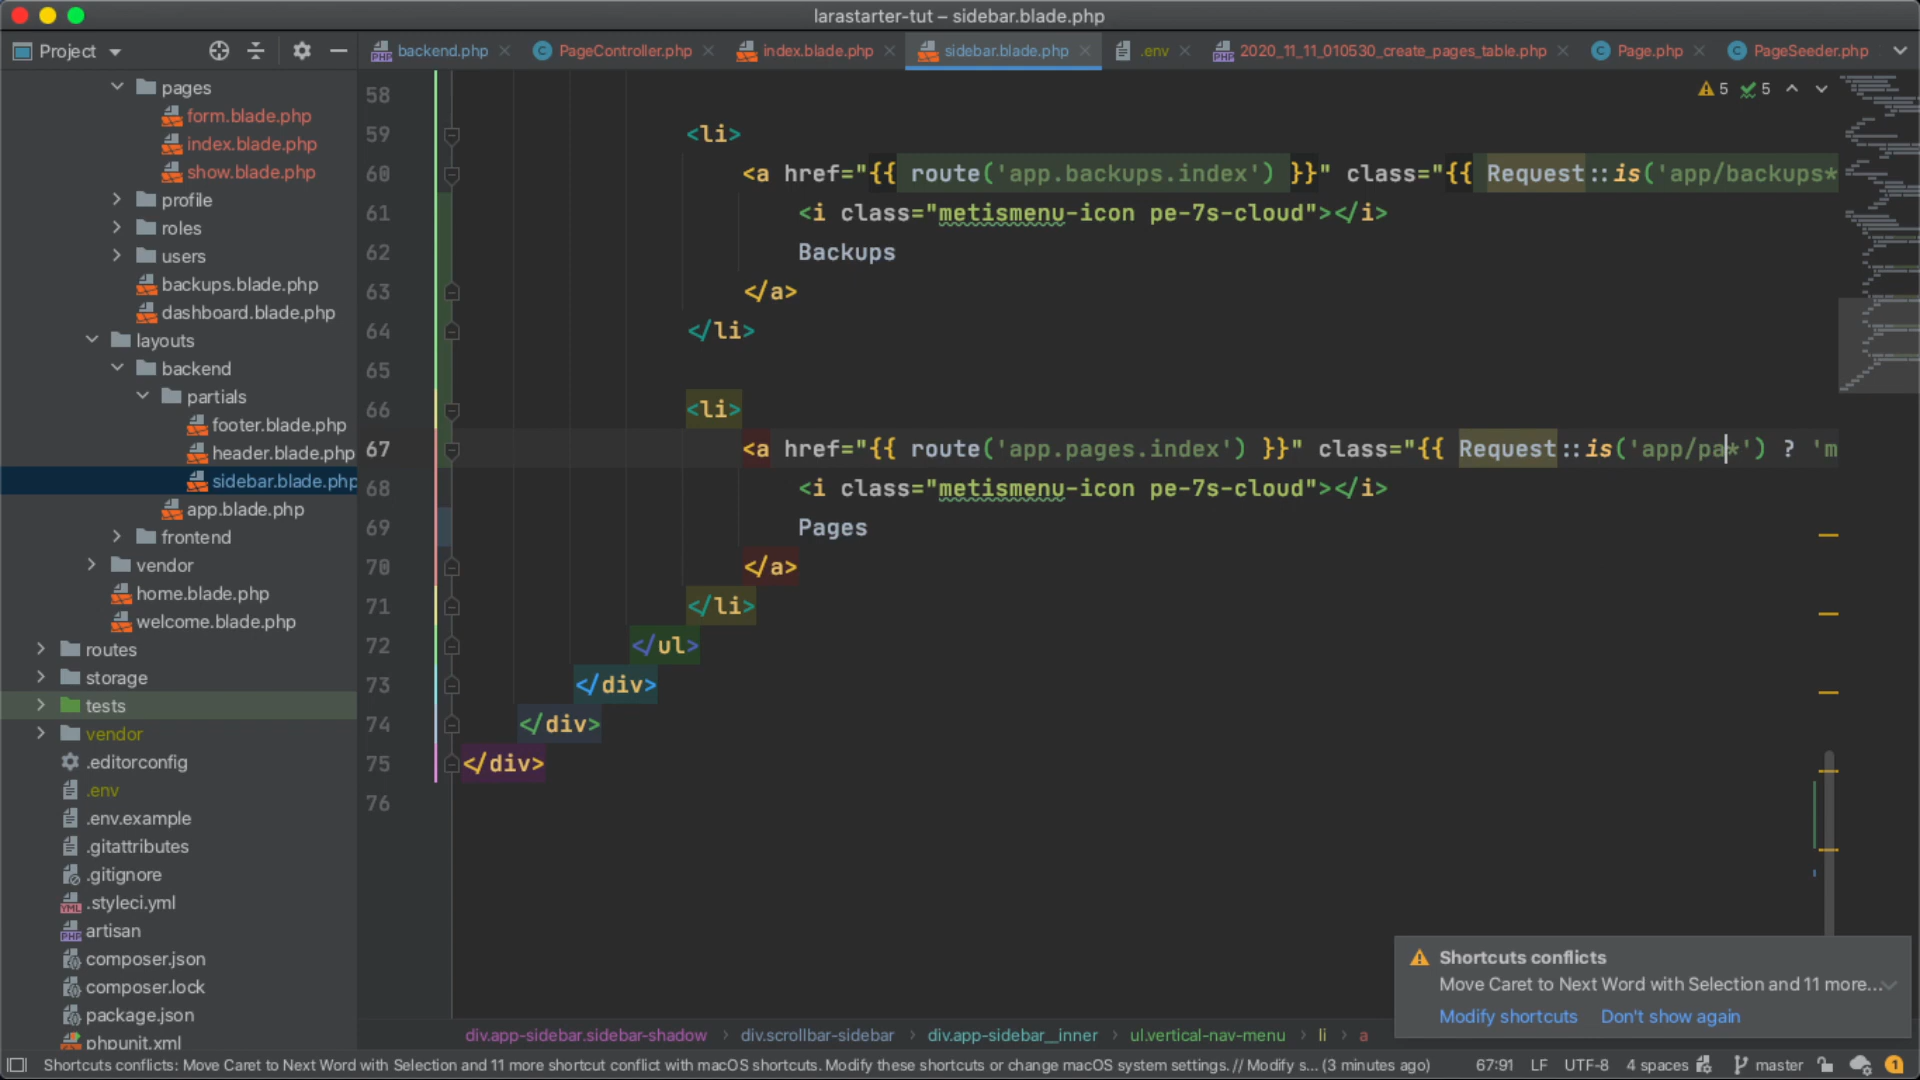 larastarter-tut – sidebar.blade.php
Project
backend.php
PageController.php
index.blade.php
sidebar.blade.php
.env
2020_11_11_010530_create_pages_table.php
Page.php
PageSeeder.php
pages
form.blade.php
index.blade.php
show.blade.php
profile
roles
users
backups.blade.php
dashboard.blade.php
layouts
backend
partials
footer.blade.php
header.blade.php
sidebar.blade.php
app.blade.php
frontend
vendor
home.blade.php
welcome.blade.php
routes
storage
tests
vendor
.editorconfig
.env
.env.example
.gitattributes
.gitignore
.styleci.yml
artisan
composer.json
composer.lock
package.json
phpunit.xml
5 5
58
59 <li>
60 <a href="{{ route('app.backups.index') }}" class="{{ Request::is('app/backups*
61 <i class="metismenu-icon pe-7s-cloud"></i>
62 Backups
63 </a>
64 </li>
65
66 <li>
67 <a href="{{ route('app.pages.index') }}" class="{{ Request::is('app/pa*') ? 'm
68 <i class="metismenu-icon pe-7s-cloud"></i>
69 Pages
70 </a>
71 </li>
72 </ul>
73 </div>
74 </div>
75 </div>
76
Shortcuts conflicts
Move Caret to Next Word with Selection and 11 more...
Modify shortcuts Don't show again
div.app-sidebar.sidebar-shadow › div.scrollbar-sidebar › div.app-sidebar__inner › ul.vertical-nav-menu › li › a
Shortcuts conflicts: Move Caret to Next Word with Selection and 11 more shortcut conflict with macOS shortcuts. Modify these shortcuts or change macOS system settings. // Modify s... (3 minutes ago) 67:91 LF UTF-8 4 spaces master 1